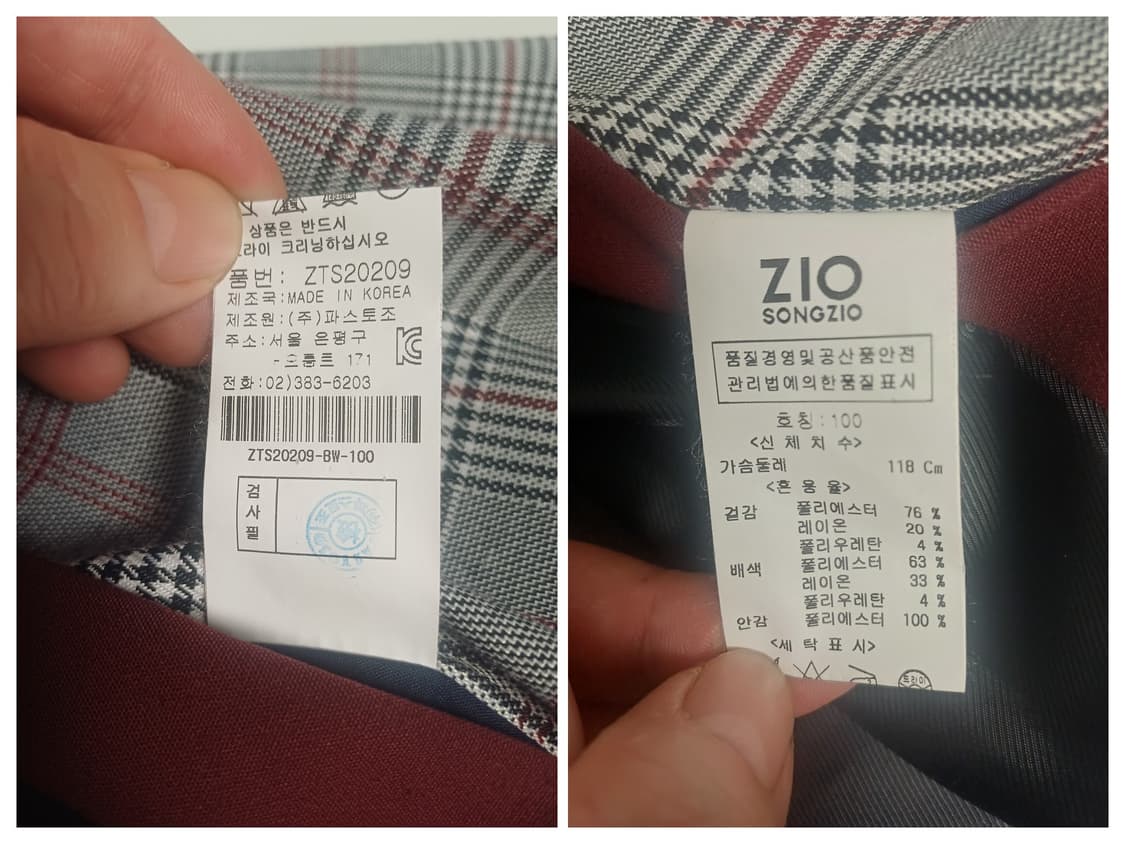 상품은 반드시
크리닝하십시오
품번: ZTS20209
제조국:MADE IN KOREA
제조원:(주)파스토조
주소:서울 은평구
171
전화:02)383-6203
ZTS20209-BW-100
검
사
필
ZIO
SONGZIO
품질경영및공산품안전
관리법에의한품질표시
호칭:100
<신 체 치 수>
가슴둘레 118 Cm
<혼 용 율>
겉감 폴리에스터 76 %
레이온 20 %
폴리우레탄 4 %
배색 폴리에스터 63 %
레이온 33 %
폴리우레탄 4 %
안감 폴리에스터 100 %
<세 탁 표 시>
드라이